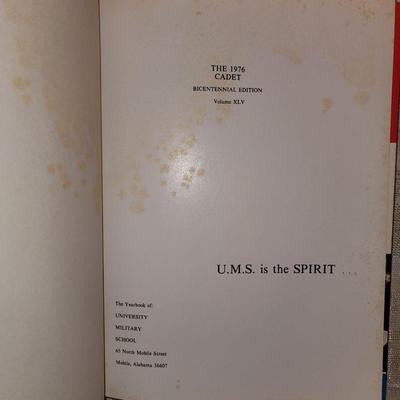 THE 1976
CADET
BICENTENNIAL EDITION
Volume XLV
U.M.S. is the SPIRIT ...
The Yearbook of:
UNIVERSITY
MILITARY
SCHOOL
65 North Mobile Street
Mobile, Alabama 36607